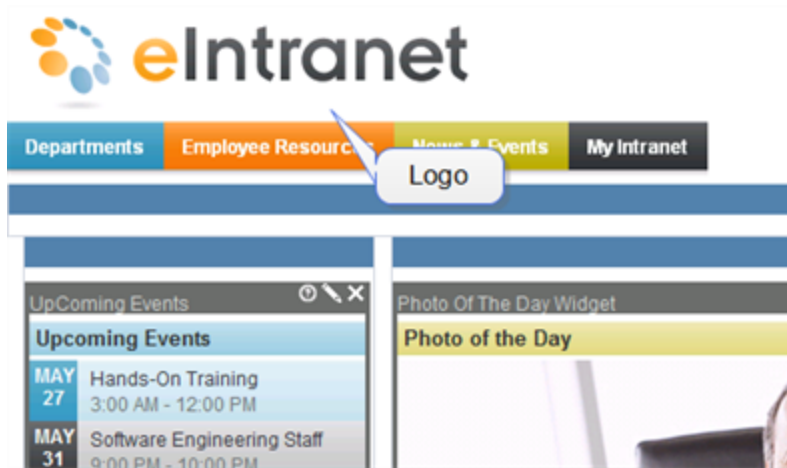 eIntranet
Departments Employee Resources News & Events My Intranet
Logo
UpComing Events
Upcoming Events
MAY 27
Hands-On Training
3:00 AM - 12:00 PM
MAY 31
Software Engineering Staff
9:00 PM - 10:00 PM
Photo Of The Day Widget
Photo of the Day